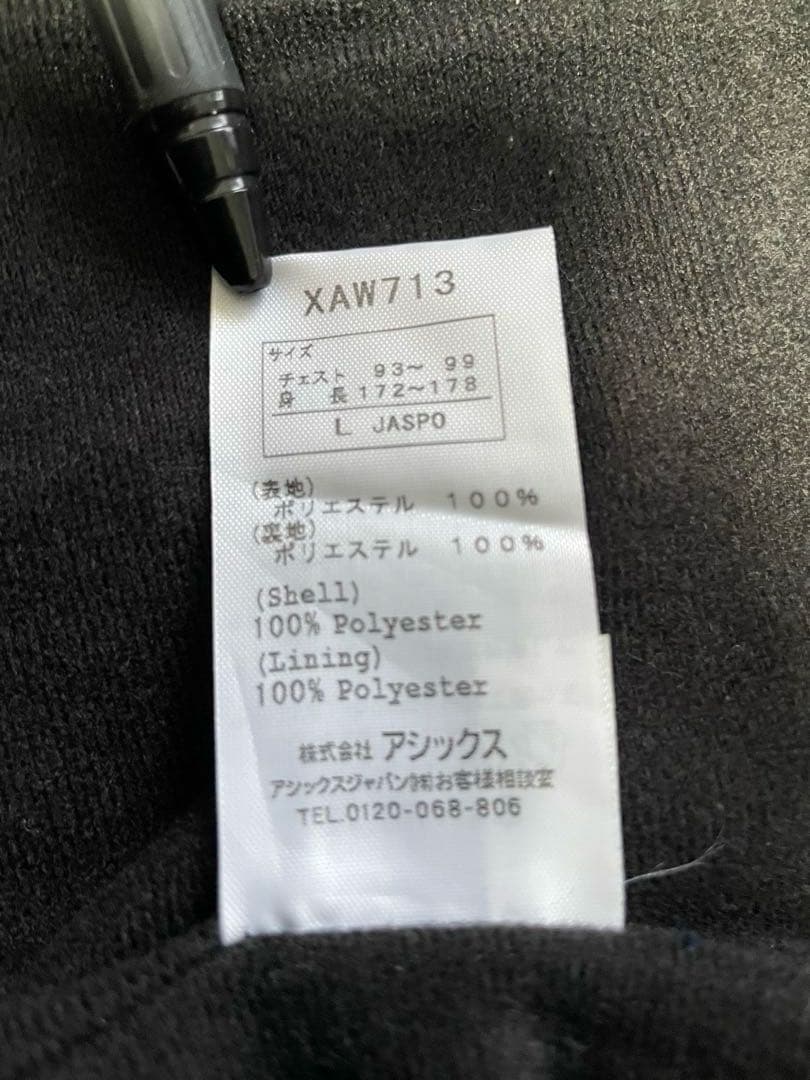 XAW713
サイズ
チェスト 93〜 99
身 長 172〜178
L JASPO
(表地)
ポリエステル 100%
(裏地)
ポリエステル 100%
(Shell)
100% Polyester
(Lining)
100% Polyester
株式会社 アシックス
アシックスジャパン㈱お客様相談室
TEL.0120-068-806